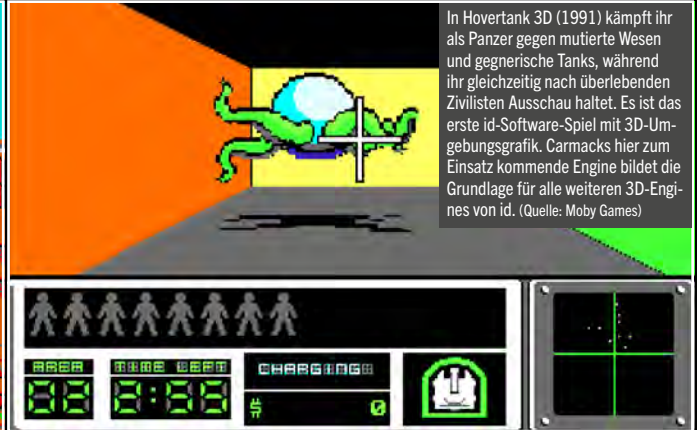 In Hovertank 3D (1991) kämpft ihr
als Panzer gegen mutierte Wesen
und gegnerische Tanks, während
ihr gleichzeitig nach überlebenden
Zivilisten Ausschau haltet. Es ist das
erste id-Software-Spiel mit 3D-Um-
gebungsgrafik. Carmacks hier zum
Einsatz kommende Engine bildet die
Grundlage für alle weiteren 3D-Engi-
nes von id. (Quelle: Moby Games)
AREA TIME LEFT CHARGING
02 2:55 $ 0